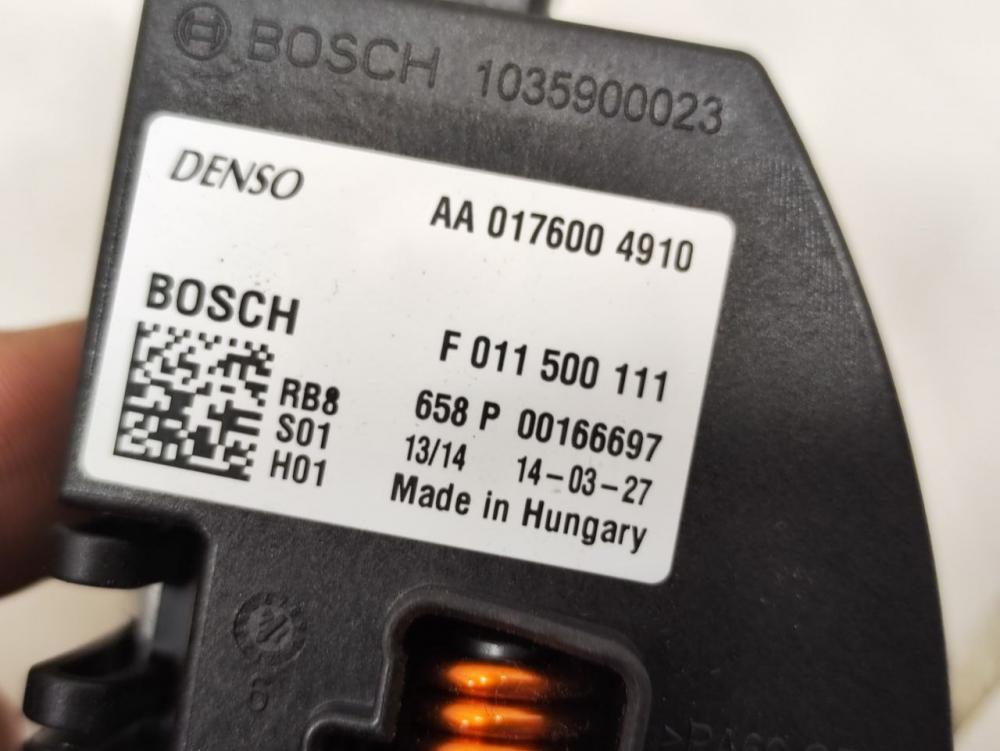 BOSCH 1035900023
DENSO
AA 017600 4910
BOSCH
F 011 500 111
RB8
658 P 00166697
S01
13/14 14-03-27
H01
Made in Hungary
6